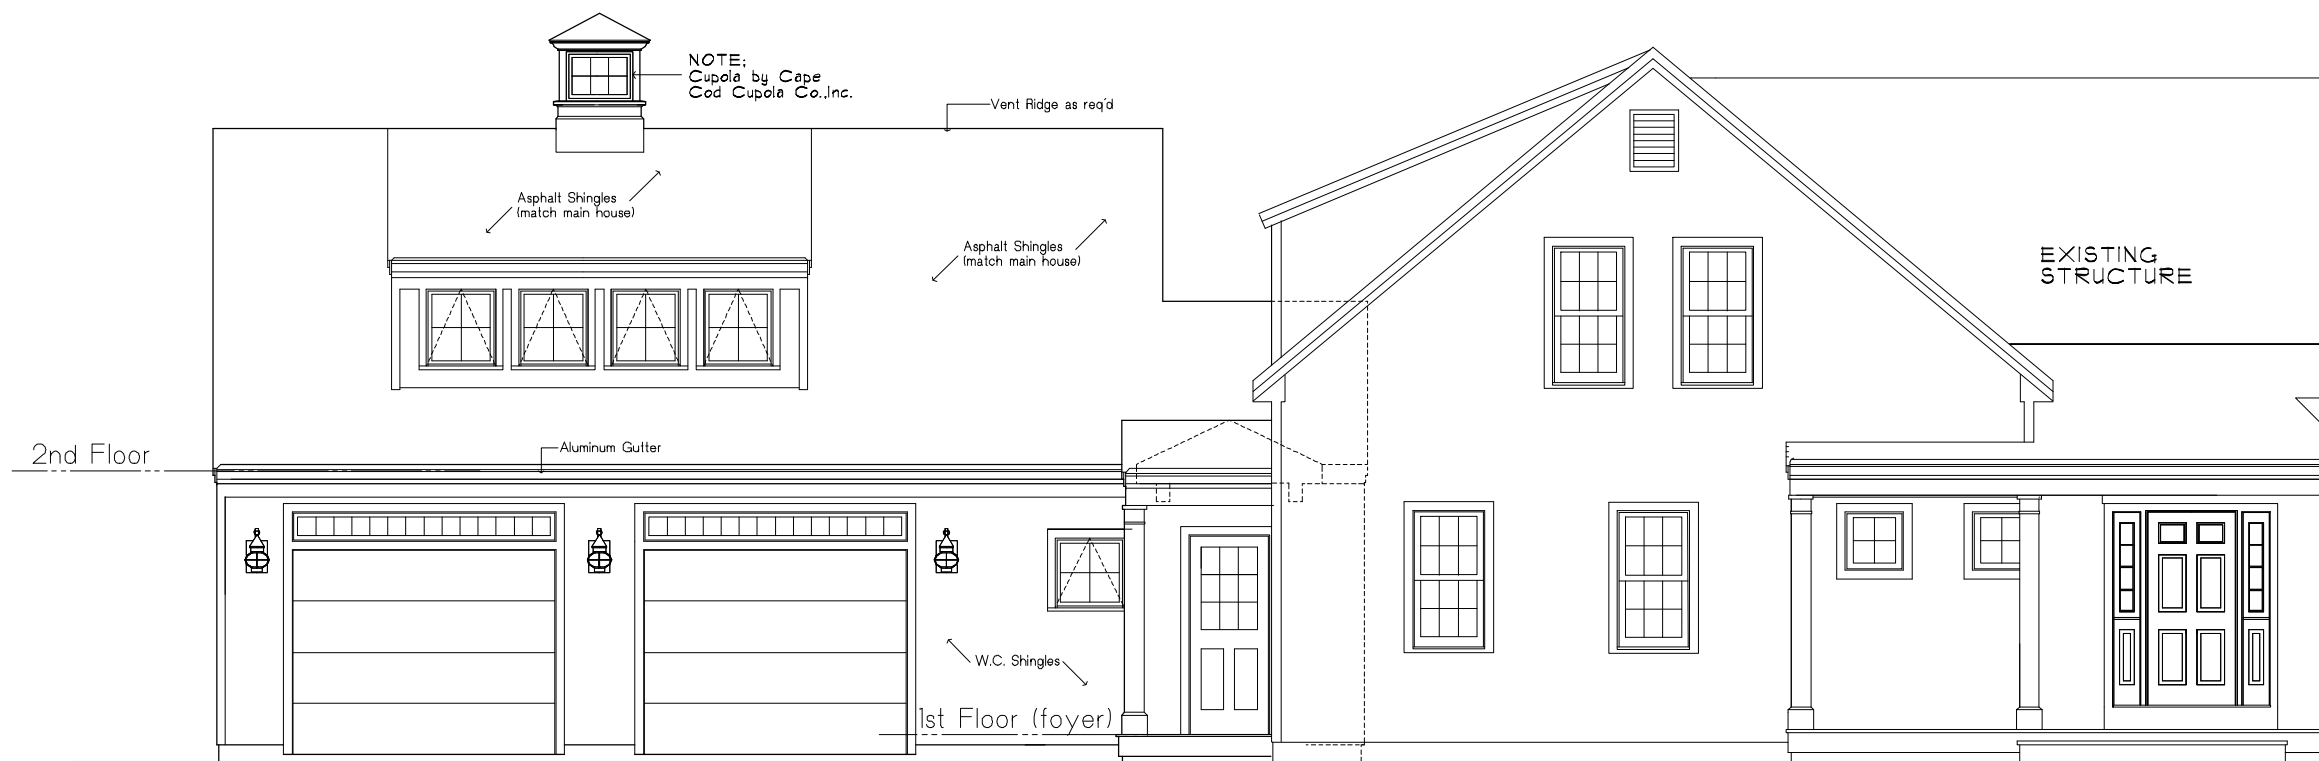 NOTE;
Cupola by Cape
Cod Cupola Co.,Inc.
Vent Ridge as req'd
Asphalt Shingles
(match main house)
Asphalt Shingles
(match main house)
EXISTING
STRUCTURE
2nd Floor
Aluminum Gutter
W.C. Shingles
1st Floor (foyer)